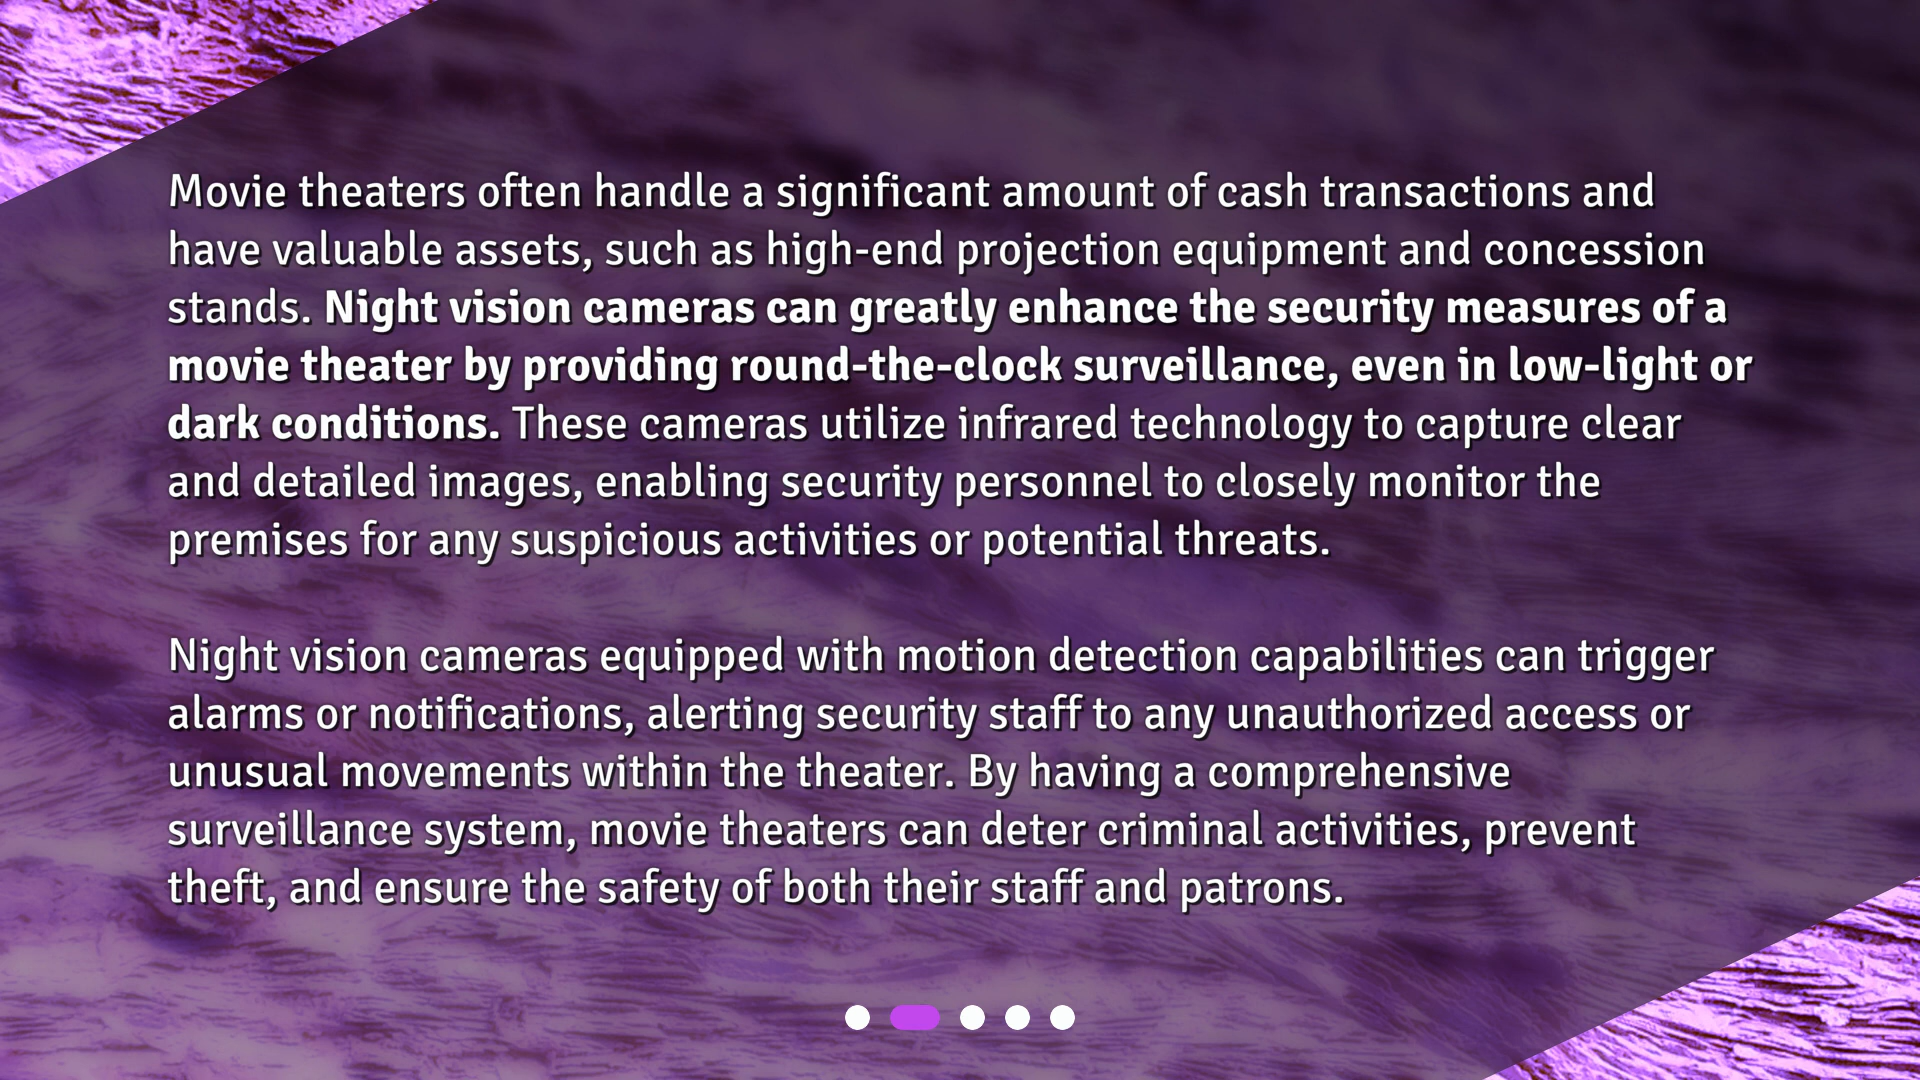 Movie theaters often handle a significant amount of cash transactions and
have valuable assets, such as high-end projection equipment and concession
stands. Night vision cameras can greatly enhance the security measures of a
movie theater by providing round-the-clock surveillance, even in low-light or
dark conditions. These cameras utilize infrared technology to capture clear
and detailed images, enabling security personnel to closely monitor the
premises for any suspicious activities or potential threats.
Night vision cameras equipped with motion detection capabilities can trigger
alarms or notifications, alerting security staff to any unauthorized access or
unusual movements within the theater. By having a comprehensive
surveillance system, movie theaters can deter criminal activities, prevent
theft, and ensure the safety of both their staff and patrons.